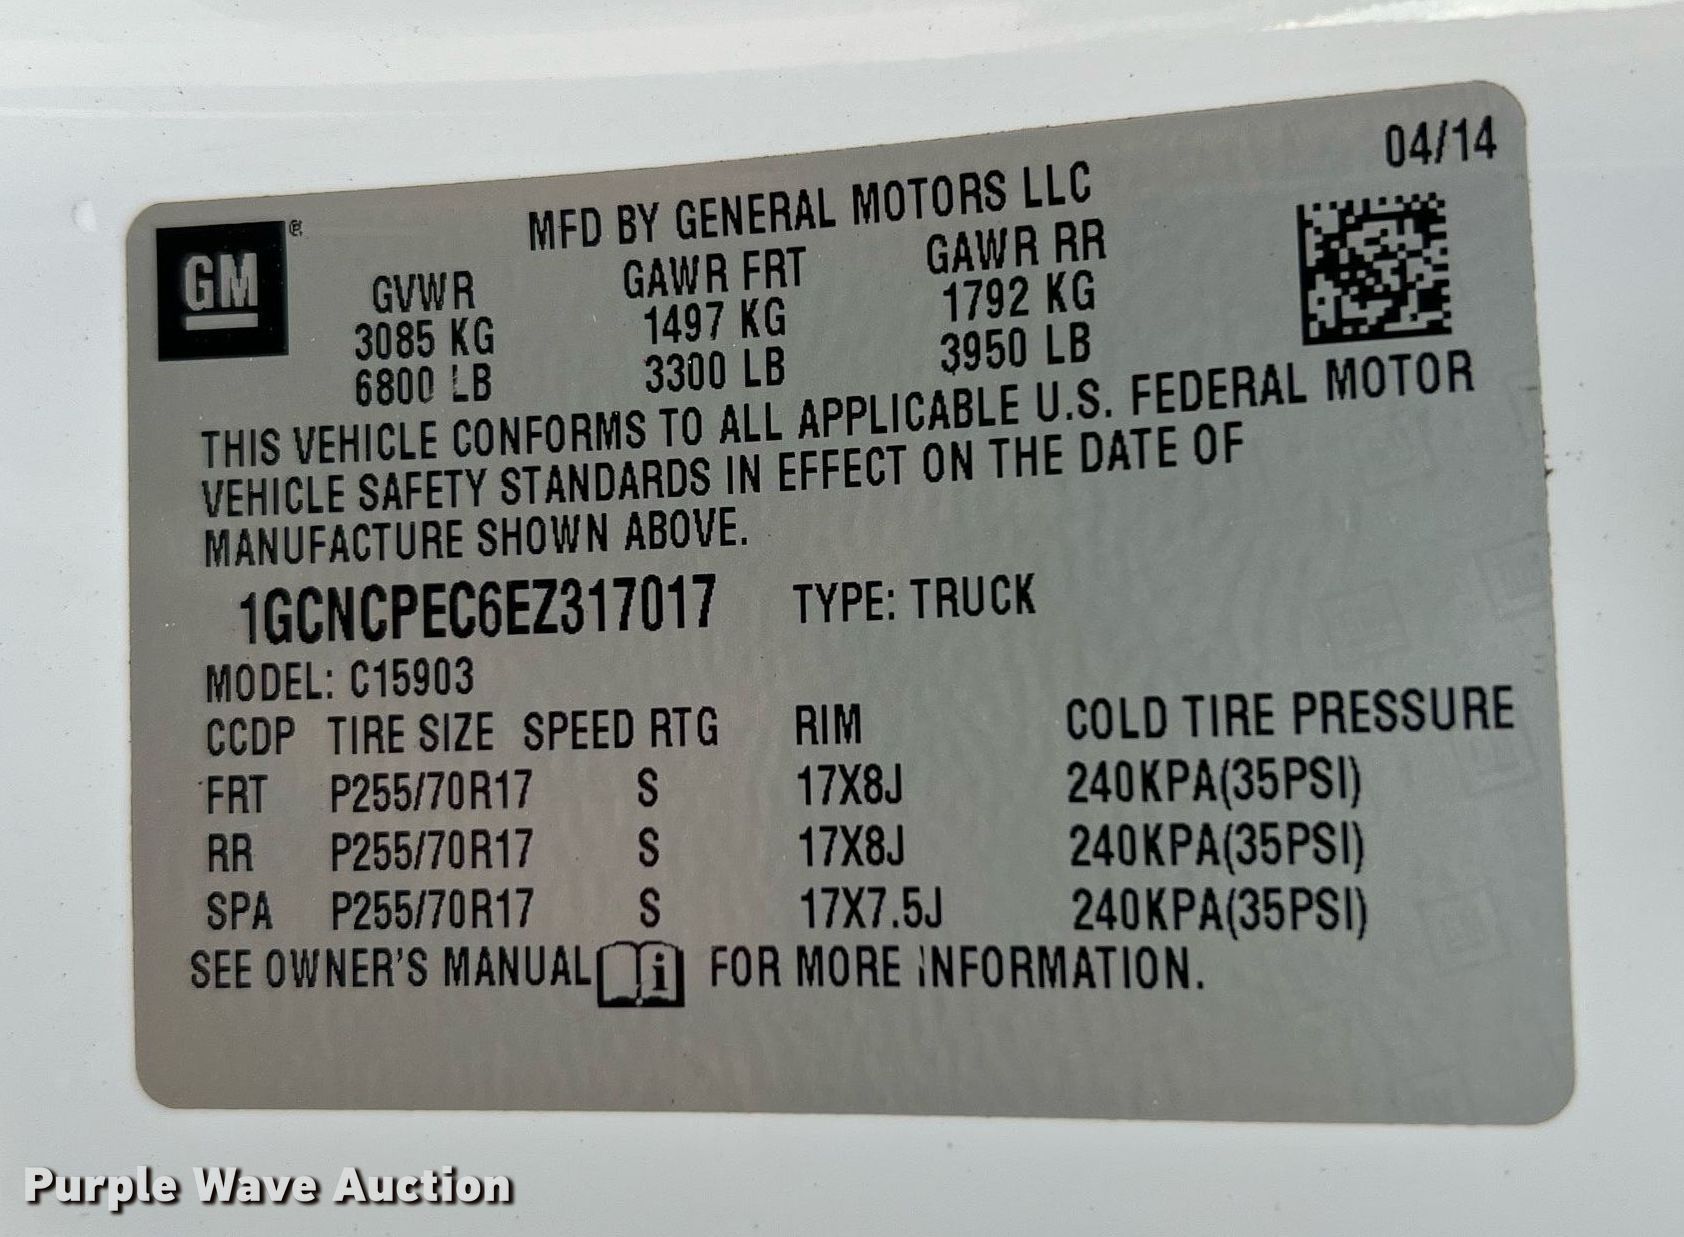 04/14
GM
®
MFD BY GENERAL MOTORS LLC
GVWR GAWR FRT GAWR RR
3085 KG 1497 KG 1792 KG
6800 LB 3300 LB 3950 LB
THIS VEHICLE CONFORMS TO ALL APPLICABLE U.S. FEDERAL MOTOR
VEHICLE SAFETY STANDARDS IN EFFECT ON THE DATE OF
MANUFACTURE SHOWN ABOVE.
1GCNCPEC6EZ317017 TYPE: TRUCK
MODEL: C15903
CCDP TIRE SIZE SPEED RTG RIM COLD TIRE PRESSURE
FRT P255/70R17 S 17X8J 240KPA(35PSI)
RR P255/70R17 S 17X8J 240KPA(35PSI)
SPA P255/70R17 S 17X7.5J 240KPA(35PSI)
SEE OWNER'S MANUAL i FOR MORE INFORMATION.
Purple Wave Auction